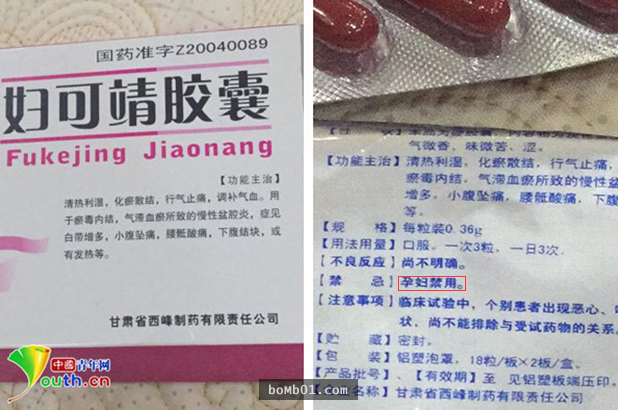 国药准字Z20040089
妇可靖胶囊
Fukejing Jiaonang
【功能主治】
清热利湿，化瘀散结，行气止痛，调补气血。用
于瘀毒内结，气滞血瘀所致的慢性盆腔炎，症见
白带增多，小腹坠痛，腰骶酸痛，下腹结块，或
有发热等。
甘肃省西峰制药有限责任公司
中国青年网
Youth.cn
气微香，味微苦、涩。
【功能主治】清热利湿，化瘀散结，行气止痛，
瘀毒内结，气滞血瘀所致的慢性盆
增多，小腹坠痛，腰骶酸痛，下腹
等。
【规 格】每粒装0.36g
【用法用量】口服。一次3粒，一日3次。
【不良反应】尚不明确。
【禁 忌】孕妇禁用。
【注意事项】临床试验中，个别患者出现恶心、
状，尚不能排除与受试药物的关系。
【贮 藏】密封。
【包 装】铝塑泡罩，18粒/板×2板/盒。
产品批号】、【有效期】至 见铝塑板端压印。
名称】甘肃省西峰制药有限责任公司
boMb01.com